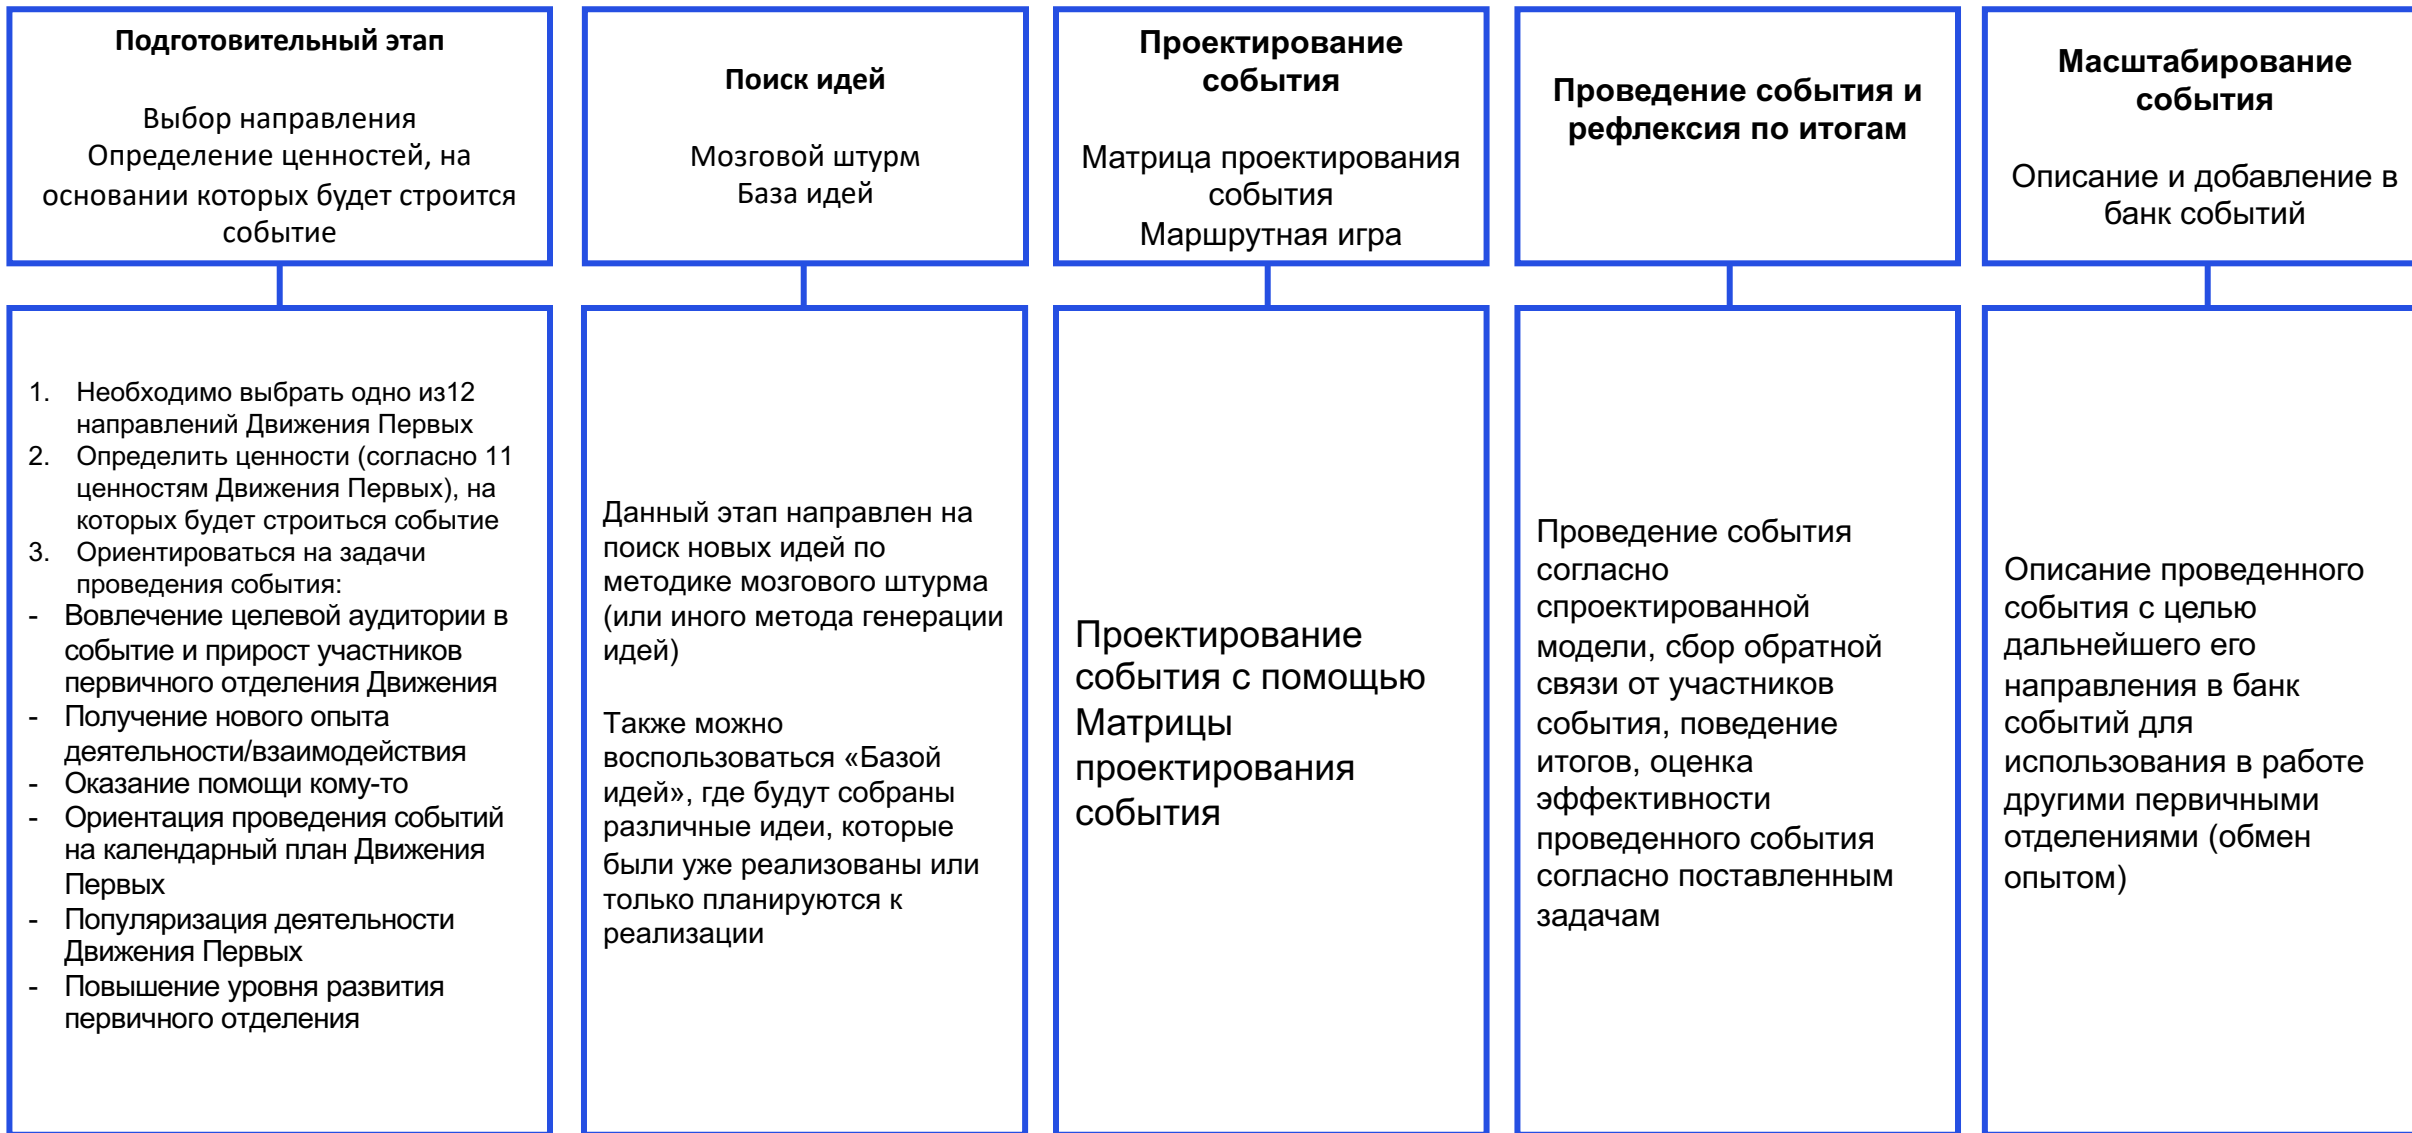 Подготовительный этап
Выбор направления
Определение ценностей, на
основании которых будет строится
событие
Поиск идей
Мозговой штурм
База идей
Проектирование
события
Матрица проектирования
события
Маршрутная игра
Проведение события и
рефлексия по итогам
Масштабирование
события
Описание и добавление в
банк событий
1. Необходимо выбрать одно из12
направлений Движения Первых
2. Определить ценности (согласно 11
ценностям Движения Первых), на
которых будет строиться событие
3. Ориентироваться на задачи
проведения события:
- Вовлечение целевой аудитории в
событие и прирост участников
первичного отделения Движения
- Получение нового опыта
деятельности/взаимодействия
- Оказание помощи кому-то
- Ориентация проведения событий
на календарный план Движения
Первых
- Популяризация деятельности
Движения Первых
- Повышение уровня развития
первичного отделения
Данный этап направлен на
поиск новых идей по
методике мозгового штурма
(или иного метода генерации
идей)
Также можно
воспользоваться «Базой
идей», где будут собраны
различные идеи, которые
были уже реализованы или
только планируются к
реализации
Проектирование
события с помощью
Матрицы
проектирования
события
Проведение события
согласно
спроектированной
модели, сбор обратной
связи от участников
события, поведение
итогов, оценка
эффективности
проведенного события
согласно поставленным
задачам
Описание проведенного
события с целью
дальнейшего его
направления в банк
событий для
использования в работе
другими первичными
отделениями (обмен
опытом)